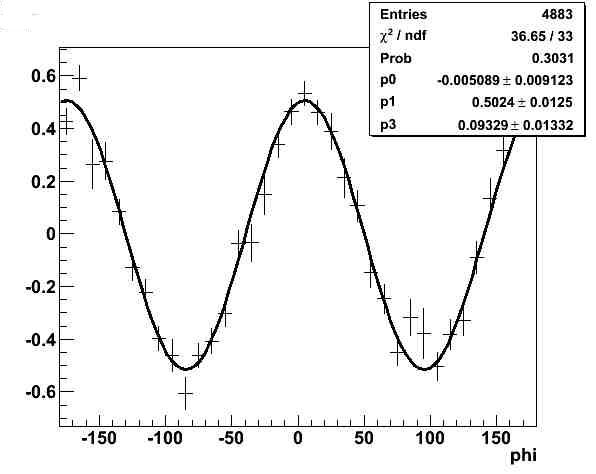 Entries 4883
χ² / ndf 36.65 / 33
Prob 0.3031
p0 -0.005089 ± 0.009123
p1 0.5024 ± 0.0125
p3 0.09329 ± 0.01332
0.6
0.4
0.2
0
-0.2
-0.4
-0.6
-150 -100 -50 0 50 100 150
phi